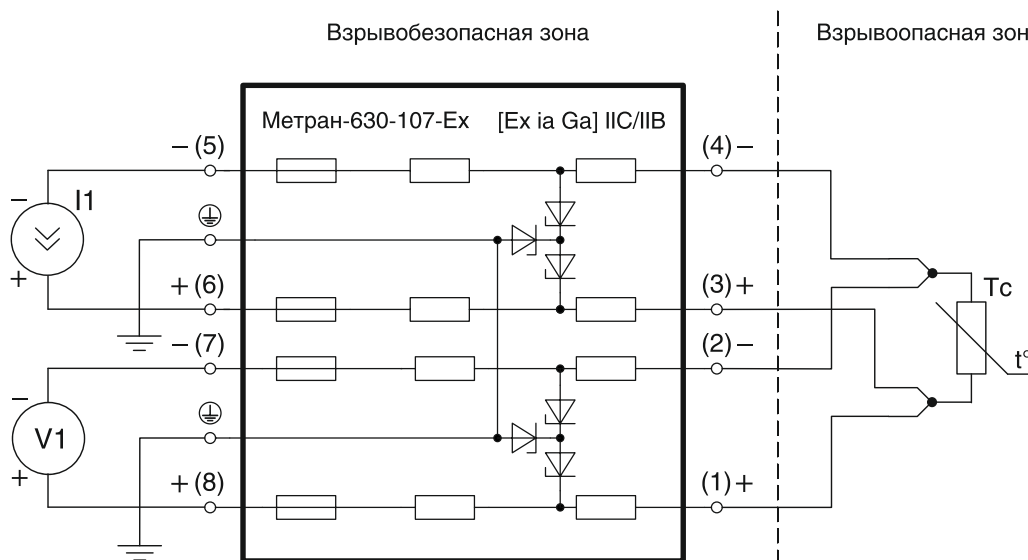 Взрывобезопасная зона
Взрывоопасная зон
Метран-630-107-Ex [Ex ia Ga] IIC/IIB
− (5)
(4) −
−
I1
+
+ (6)
(3) +
Tc
− (7)
(2) −
t°
−
V1
+
+ (8)
(1) +